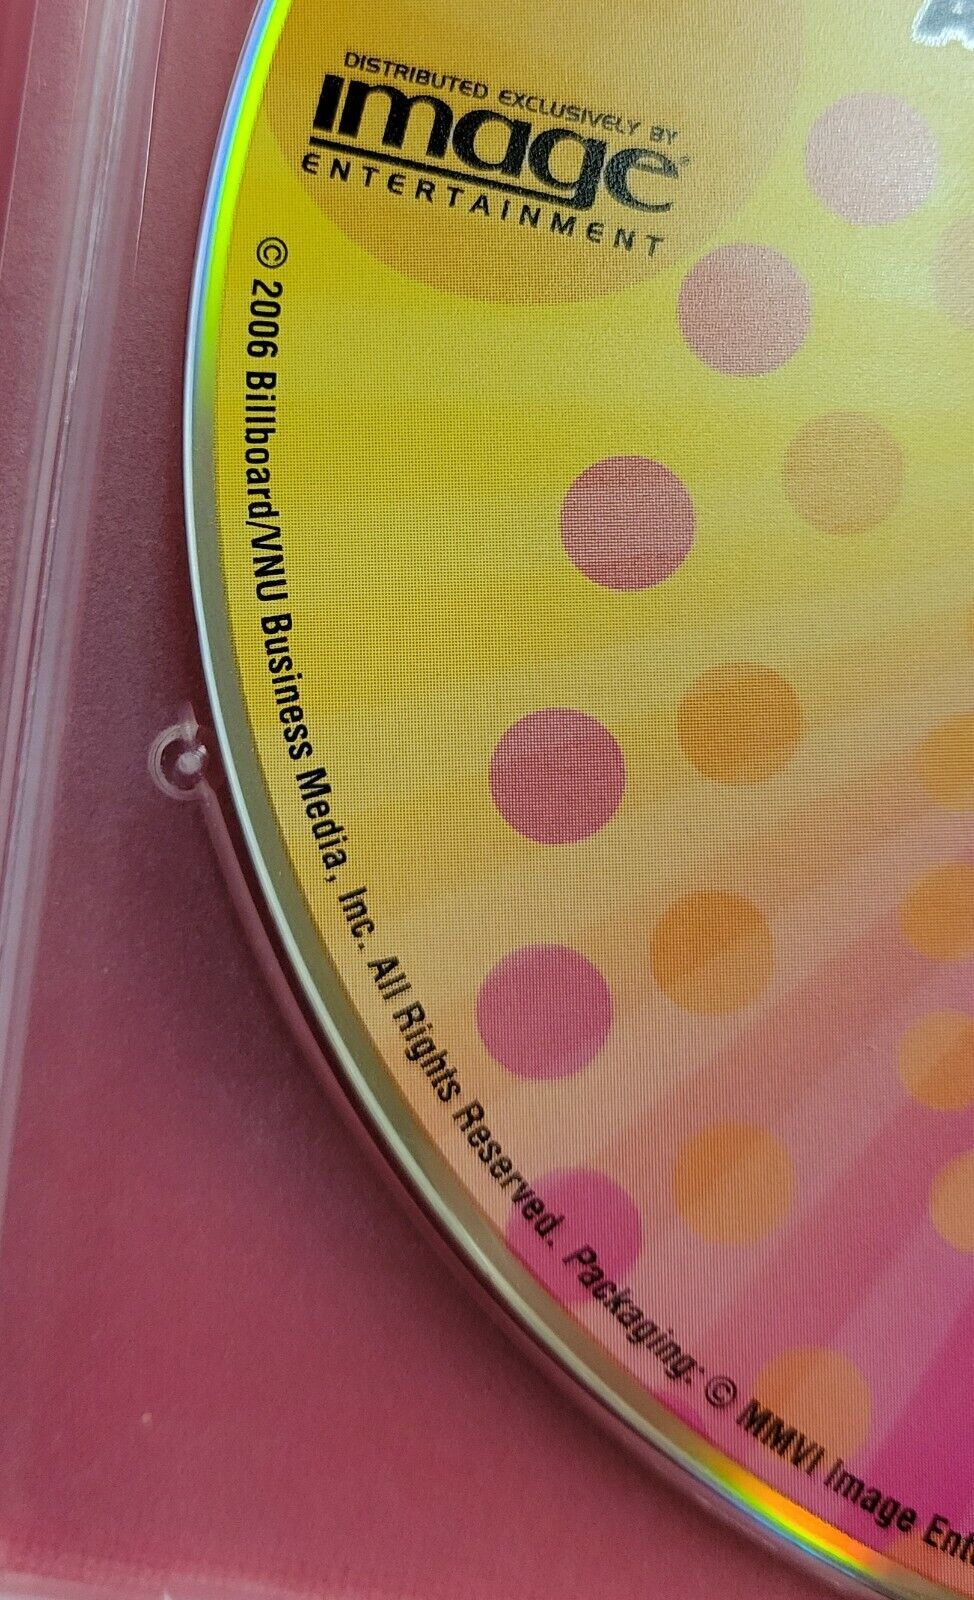 DISTRIBUTED EXCLUSIVELY BY
image
ENTERTAINMENT
© 2006 Billboard/VNU Business Media, Inc. All Rights Reserved. Packaging: © MMVI Image